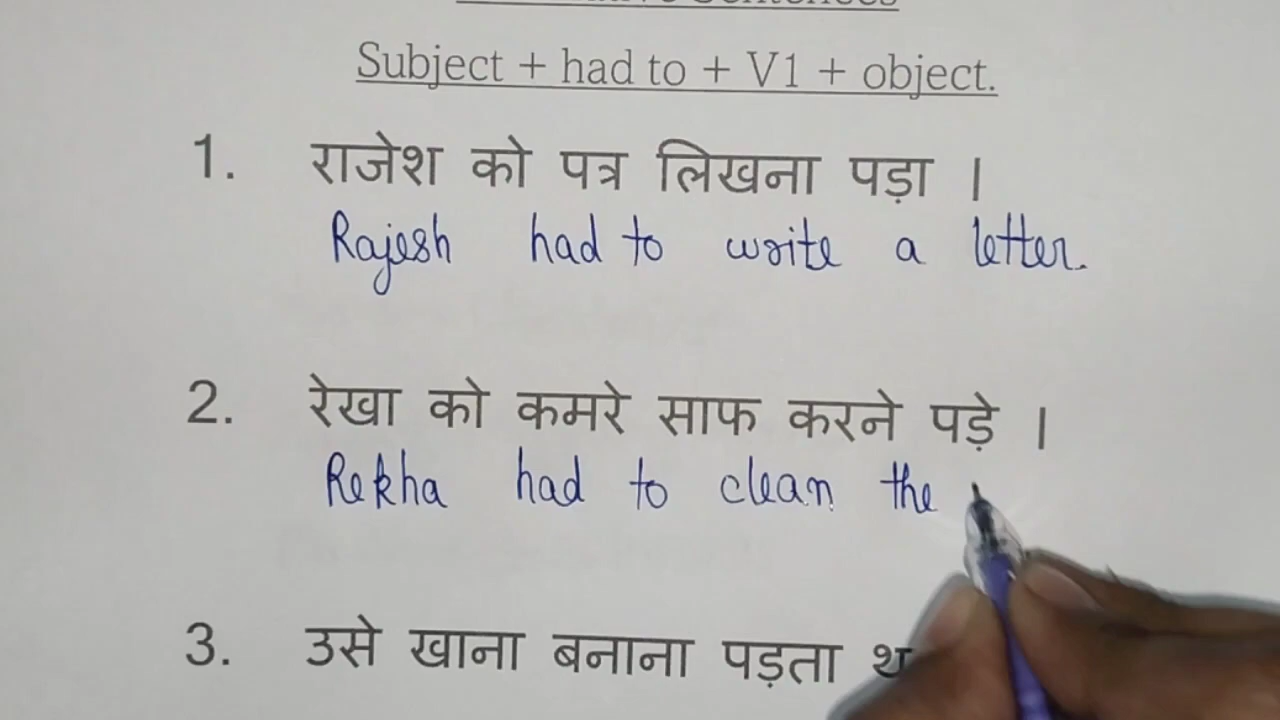 Sentences
Subject + had to + V1 + object.
1. राजेश को पत्र लिखना पड़ा ।
Rajesh had to write a letter.
2. रेखा को कमरे साफ करने पड़े ।
Rekha had to clean the
3. उसे खाना बनाना पड़ता